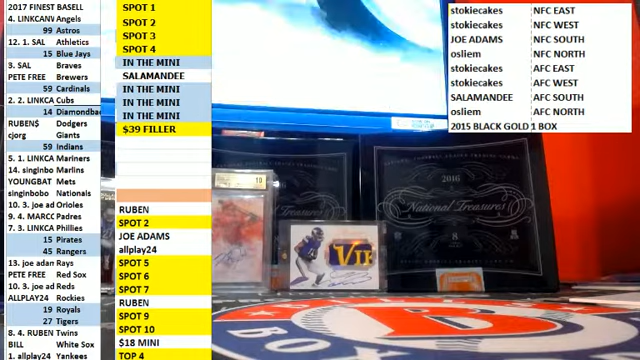 2017 FINEST BASEBALL
4. LINKCAN Angels
99 Astros
12. 1. SAL Athletics
15 Blue Jays
3. SAL Braves
PETE FREE Brewers
59 Cardinals
2. 2. LINKCA Cubs
14 Diamondback
RUBEN$ Dodgers
cjorg Giants
59 Indians
5. 1. LINKCA Mariners
14. singinbo Marlins
YOUNGBAT Mets
singinbobo Nationals
10. 3. joe ad Orioles
9. 4. MARCC Padres
7. 3. LINKCA Phillies
15 Pirates
45 Rangers
13. joe adam Rays
PETE FREE Red Sox
10. 3. joe ad Reds
ALLPLAY24 Rockies
19 Royals
27 Tigers
8. 4. RUBEN Twins
BILL White Sox
1. allplay24 Yankees
SPOT 1
SPOT 2
SPOT 3
SPOT 4
IN THE MINI
SALAMANDEE
IN THE MINI
IN THE MINI
IN THE MINI
$39 FILLER
RUBEN
SPOT 2
JOE ADAMS
allplay24
SPOT 5
SPOT 6
SPOT 7
RUBEN
SPOT 9
SPOT 10
$18 MINI
TOP 4
stokiecakes NFC EAST
stokiecakes NFC WEST
JOE ADAMS NFC SOUTH
osliem NFC NORTH
stokiecakes AFC EAST
stokiecakes AFC WEST
SALAMANDEE AFC SOUTH
osliem AFC NORTH
2015 BLACK GOLD 1 BOX
10
2016
National Treasures
8
VIK
BOX